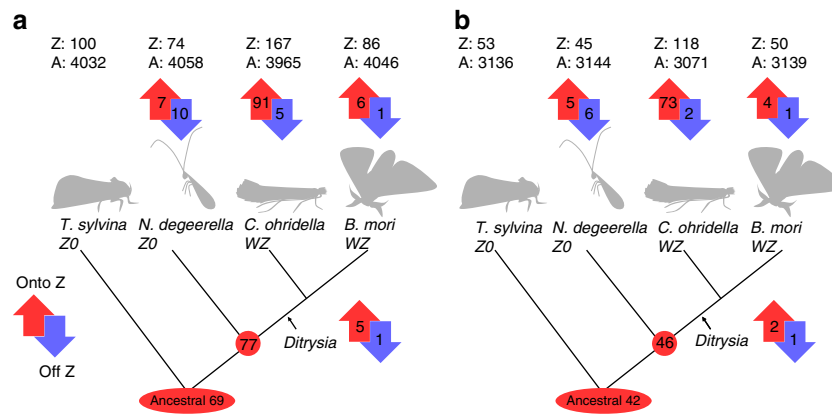 a
Z: 100 Z: 74 Z: 167 Z: 86
A: 4032 A: 4058 A: 3965 A: 4046
7 10 91 5 6 1
T. sylvina N. degeerella C. ohridella B. mori
Z0 Z0 WZ WZ
Onto Z
Off Z
5 1
Ditrysia
77
Ancestral 69
b
Z: 53 Z: 45 Z: 118 Z: 50
A: 3136 A: 3144 A: 3071 A: 3139
5 6 73 2 4 1
T. sylvina N. degeerella C. ohridella B. mori
Z0 Z0 WZ WZ
2 1
Ditrysia
46
Ancestral 42